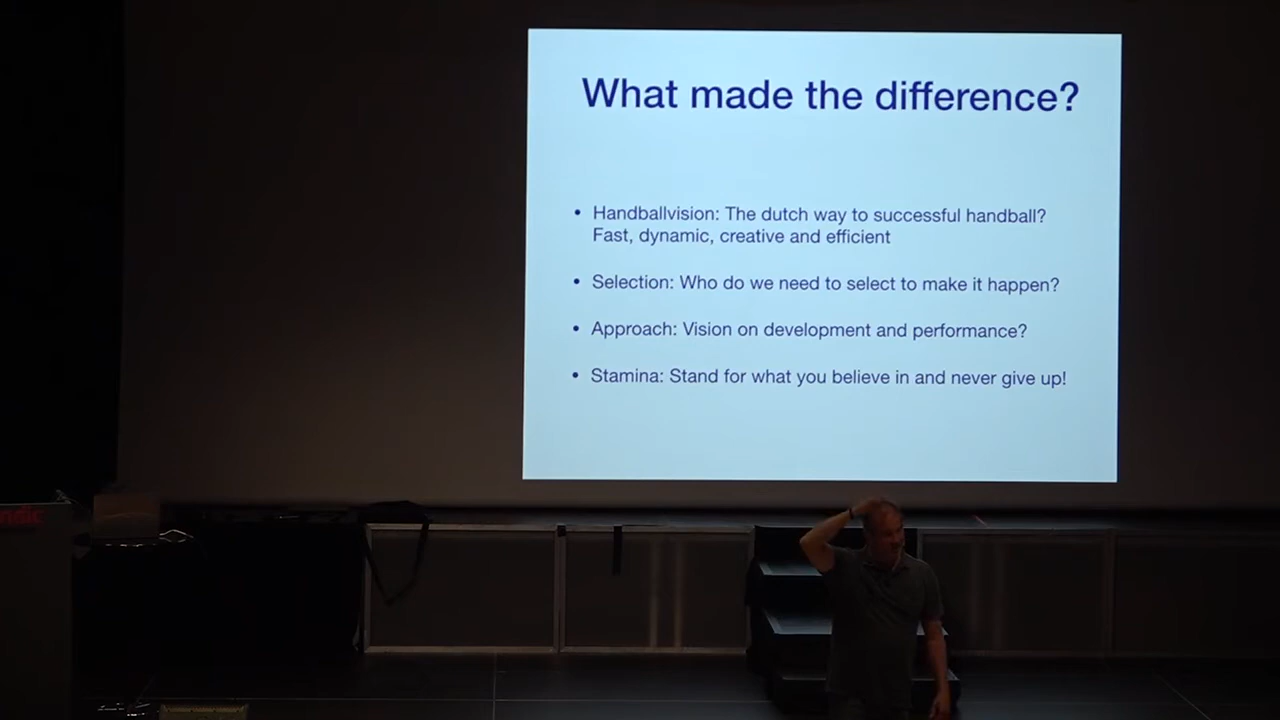 What made the difference?
• Handballvision: The dutch way to successful handball?
Fast, dynamic, creative and efficient
• Selection: Who do we need to select to make it happen?
• Approach: Vision on development and performance?
• Stamina: Stand for what you believe in and never give up!